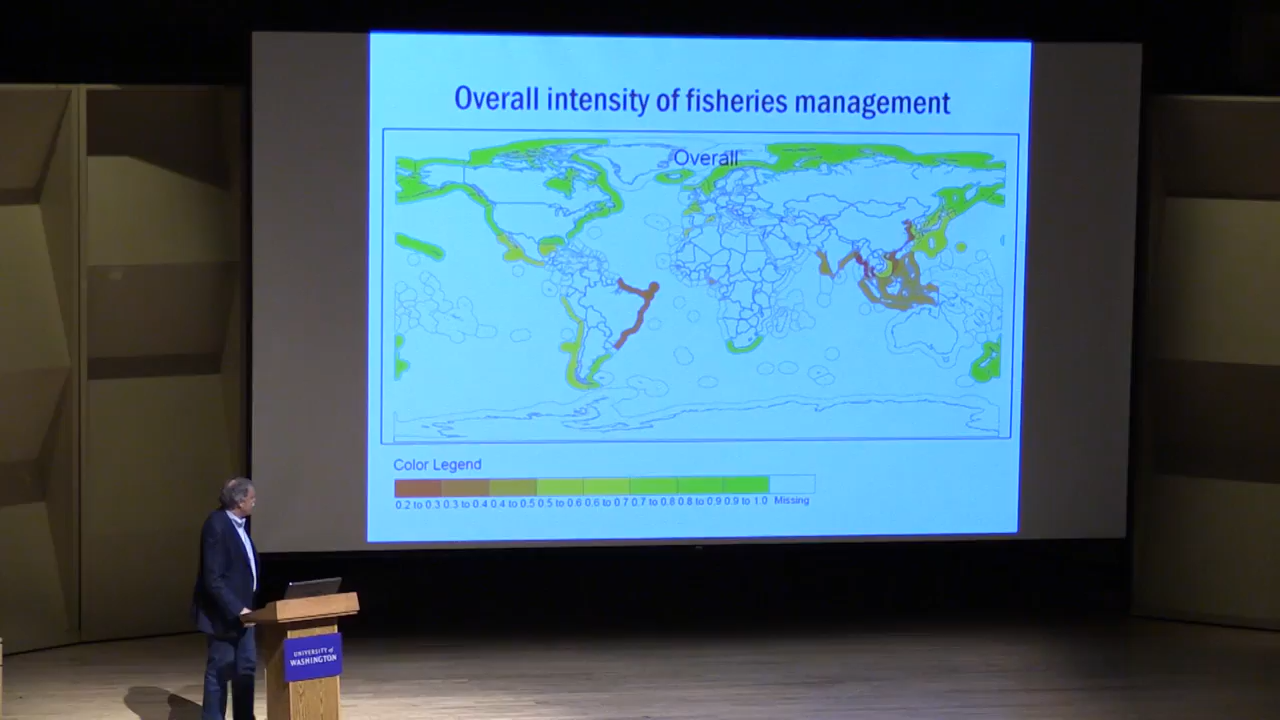 Overall intensity of fisheries management
Overall
Color Legend
0.2 to 0.3 0.3 to 0.4 0.4 to 0.5 0.5 to 0.6 0.6 to 0.7 0.7 to 0.8 0.8 to 0.9 0.9 to 1.0 Missing
UNIVERSITY of
WASHINGTON